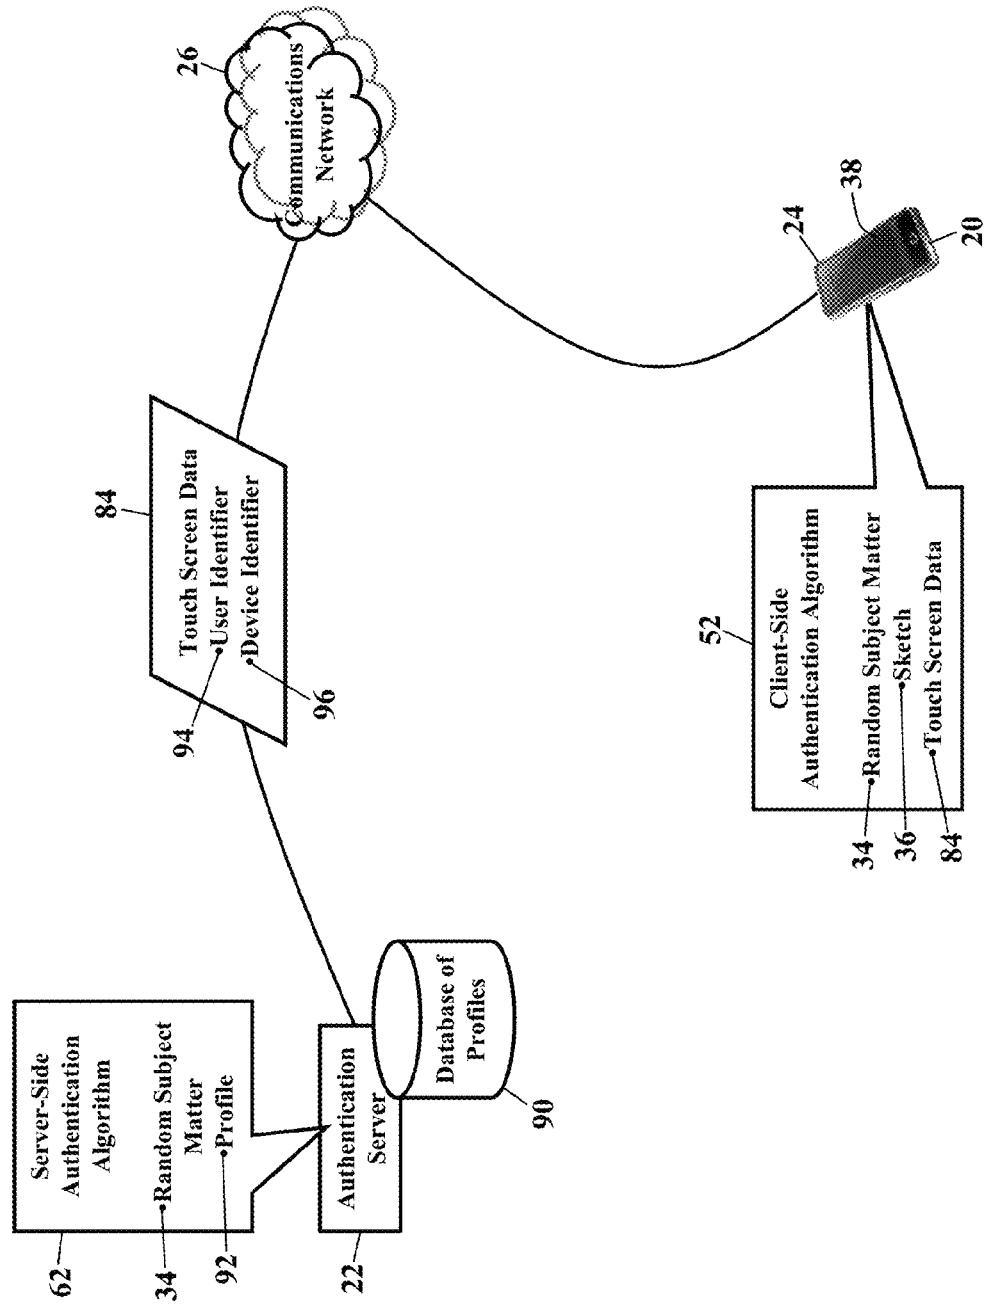 62
Server-Side
Authentication
Algorithm
34
•Random Subject
Matter
92
•Profile
22
Authentication
Server
Database of
Profiles
90
84
Touch Screen Data
94
•User Identifier
96
•Device Identifier
26
Communications
Network
52
Client-Side
Authentication Algorithm
34
•Random Subject Matter
36
•Sketch
84
•Touch Screen Data
24
38
20